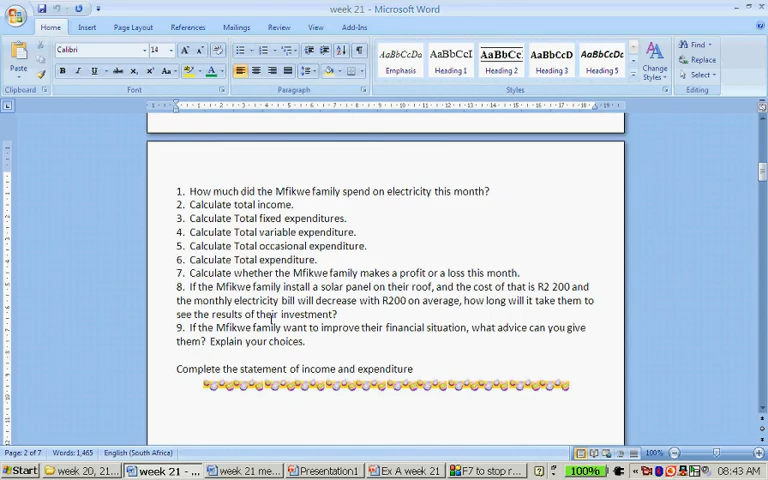 week 21 - Microsoft Word
Home Insert Page Layout References Mailings Review View Add-Ins
Calibri 14
Find
Replace
Select
Paste
Change Styles
AaBbCcDc AaBbCcI AaBbCc. AaBbCcD AaBbCcDc
Emphasis Heading 1 Heading 2 Heading 3 Heading 5
Clipboard Font Paragraph Styles Editing
1. How much did the Mfikwe family spend on electricity this month?
2. Calculate total income.
3. Calculate Total fixed expenditures.
4. Calculate Total variable expenditure.
5. Calculate Total occasional expenditure.
6. Calculate Total expenditure.
7. Calculate whether the Mfikwe family makes a profit or a loss this month.
8. If the Mfikwe family install a solar panel on their roof, and the cost of that is R2 200 and
the monthly electricity bill will decrease with R200 on average, how long will it take them to
see the results of their investment?
9. If the Mfikwe family want to improve their financial situation, what advice can you give
them? Explain your choices.
Complete the statement of income and expenditure
Page: 2 of 7 Words: 1,465 English (South Africa) 100%
Start week 20, 21... week 21 - ... week 21 me... Presentation1 Ex A week 21 F7 to stop r... 100% 08:43 AM